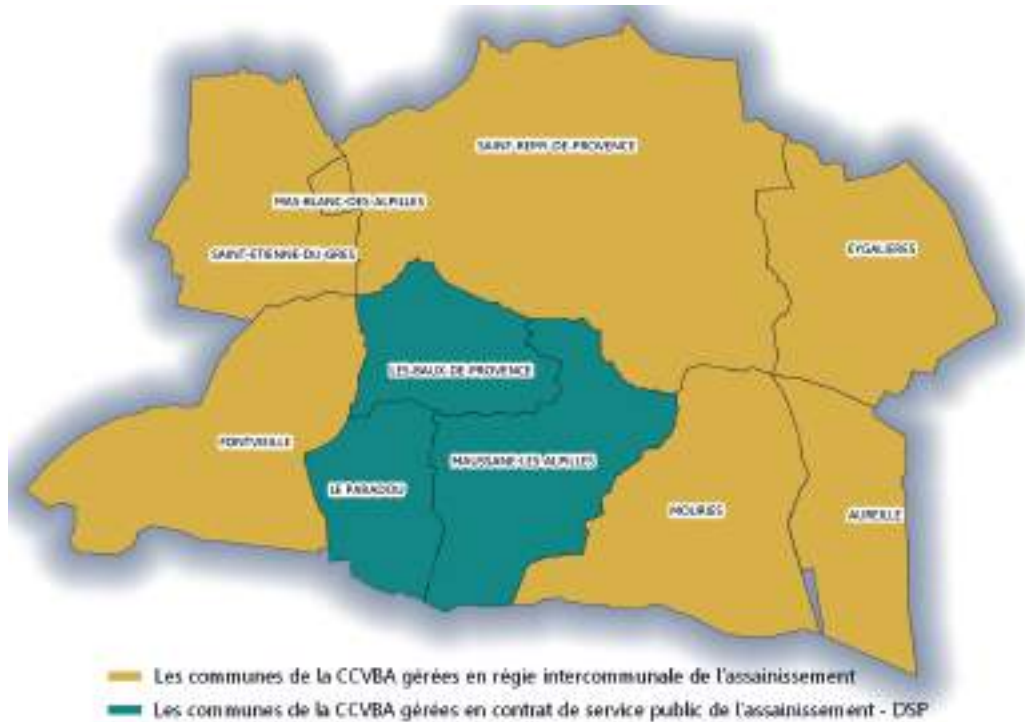 SAINT-REMY-DE-PROVENCE
MAS-BLANC-DES-ALPILLES
SAINT-ETIENNE-DU-GRES
EYGALIERES
LES-BAUX-DE-PROVENCE
FONTVIEILLE
MAUSSANE-LES-ALPILLES
LE PARADOU
MOURIES
AUREILLE
Les communes de la CCVBA gérées en régie intercommunale de l'assainissement
Les communes de la CCVBA gérées en contrat de service public de l'assainissement - DSP